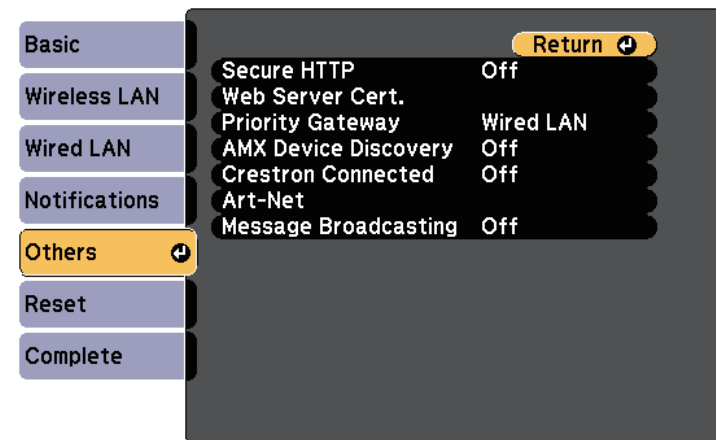 Basic
Wireless LAN
Wired LAN
Notifications
Others
Reset
Complete
Return
Secure HTTP Off
Web Server Cert.
Priority Gateway Wired LAN
AMX Device Discovery Off
Crestron Connected Off
Art-Net
Message Broadcasting Off